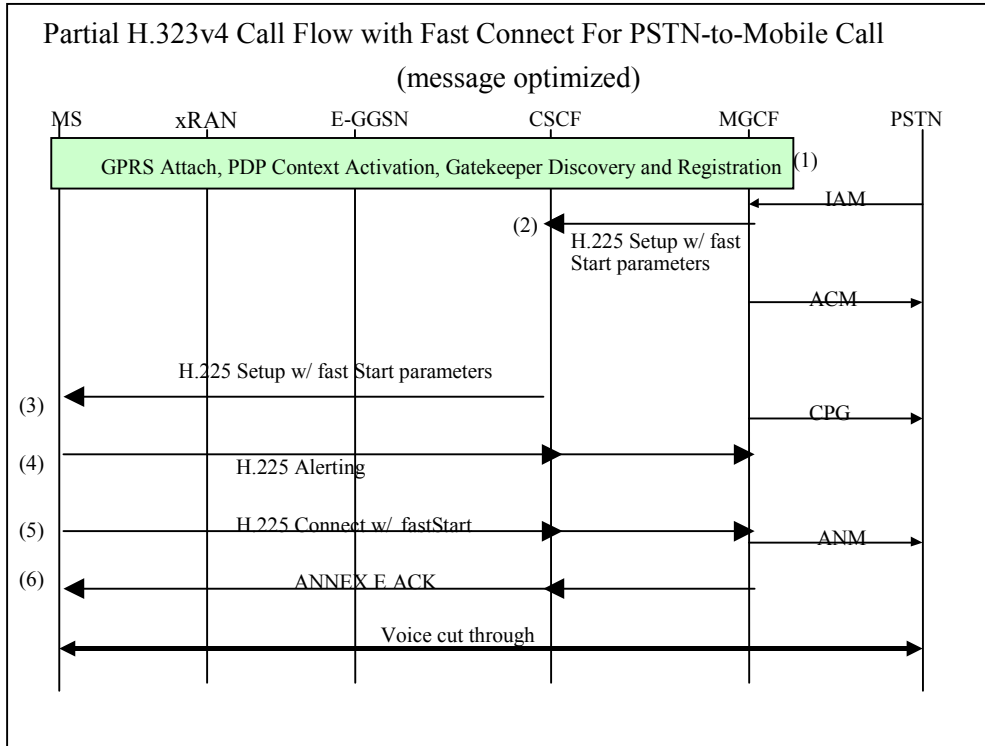 Partial H.323v4 Call Flow with Fast Connect For PSTN-to-Mobile Call
(message optimized)
MS xRAN E-GGSN CSCF MGCF PSTN
GPRS Attach, PDP Context Activation, Gatekeeper Discovery and Registration (1)
IAM
(2)
H.225 Setup w/ fast
Start parameters
ACM
H.225 Setup w/ fast Start parameters
(3)
CPG
(4)
H.225 Alerting
(5) H.225 Connect w/ fastStart
ANM
(6)
ANNEX E ACK
Voice cut through